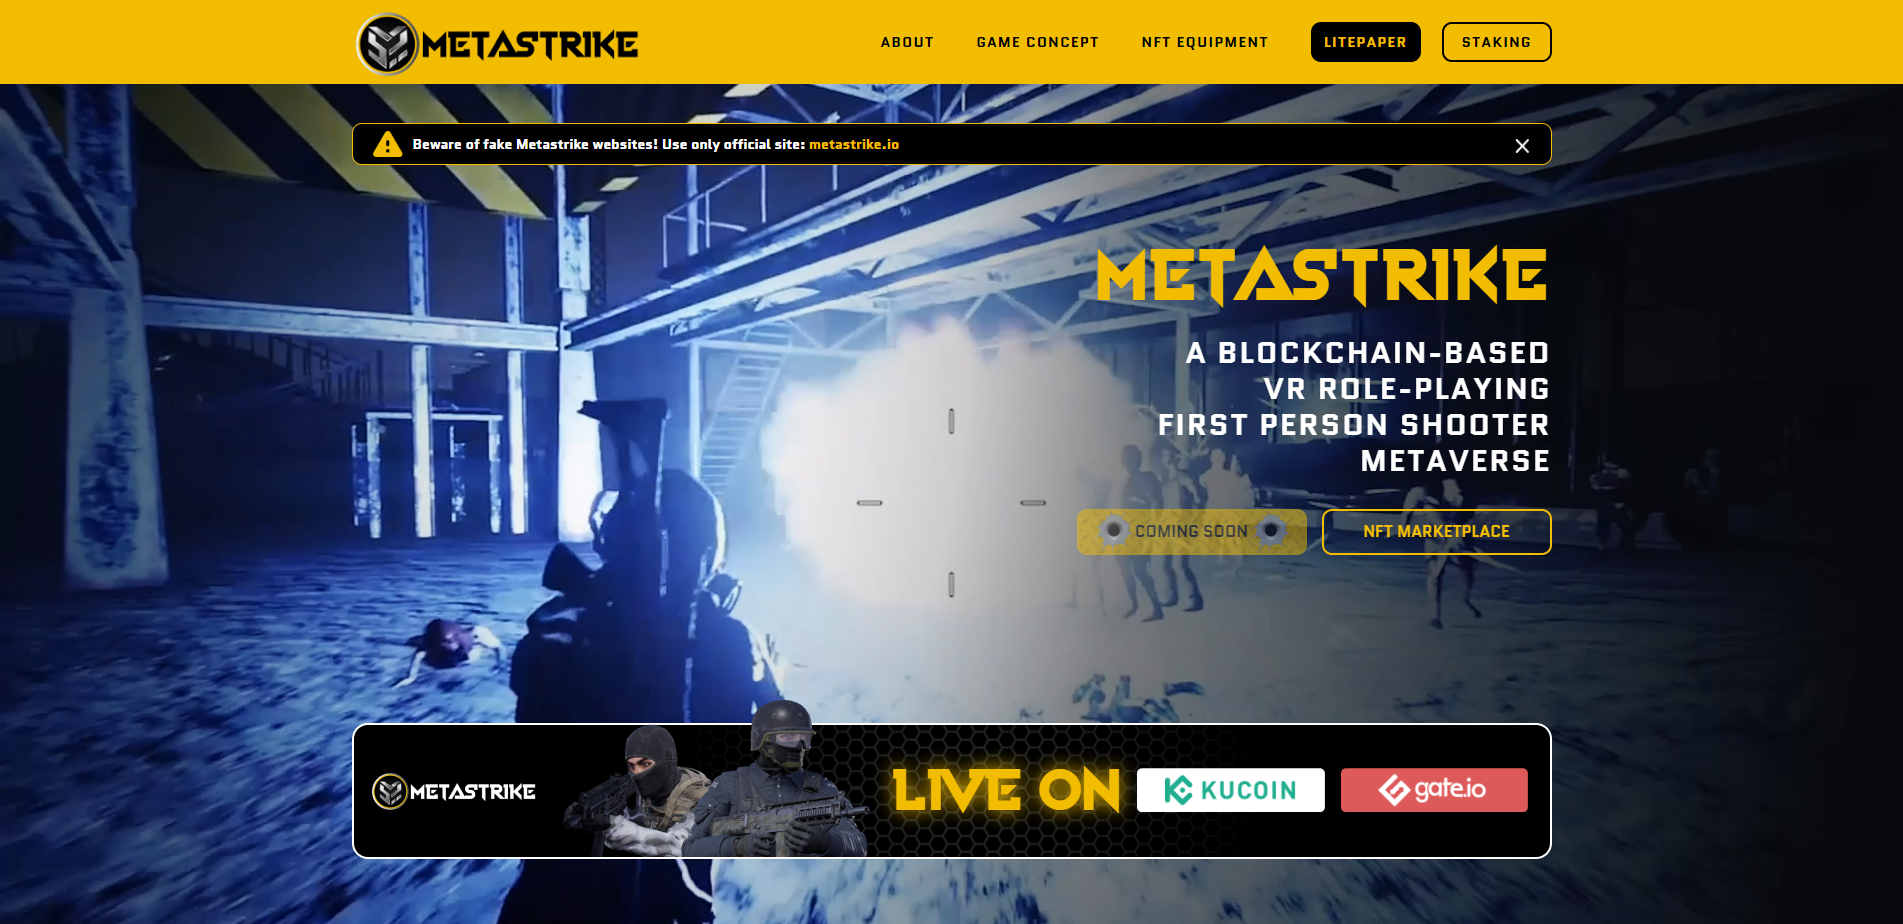 METASTRIKE
ABOUT
GAME CONCEPT
NFT EQUIPMENT
LITEPAPER
STAKING
Beware of fake Metastrike websites! Use only official site: metastrike.io
METASTRIKE
A BLOCKCHAIN-BASED
VR ROLE-PLAYING
FIRST PERSON SHOOTER
METAVERSE
COMING SOON
NFT MARKETPLACE
METASTRIKE
LIVE ON
KUCOIN
gate.io